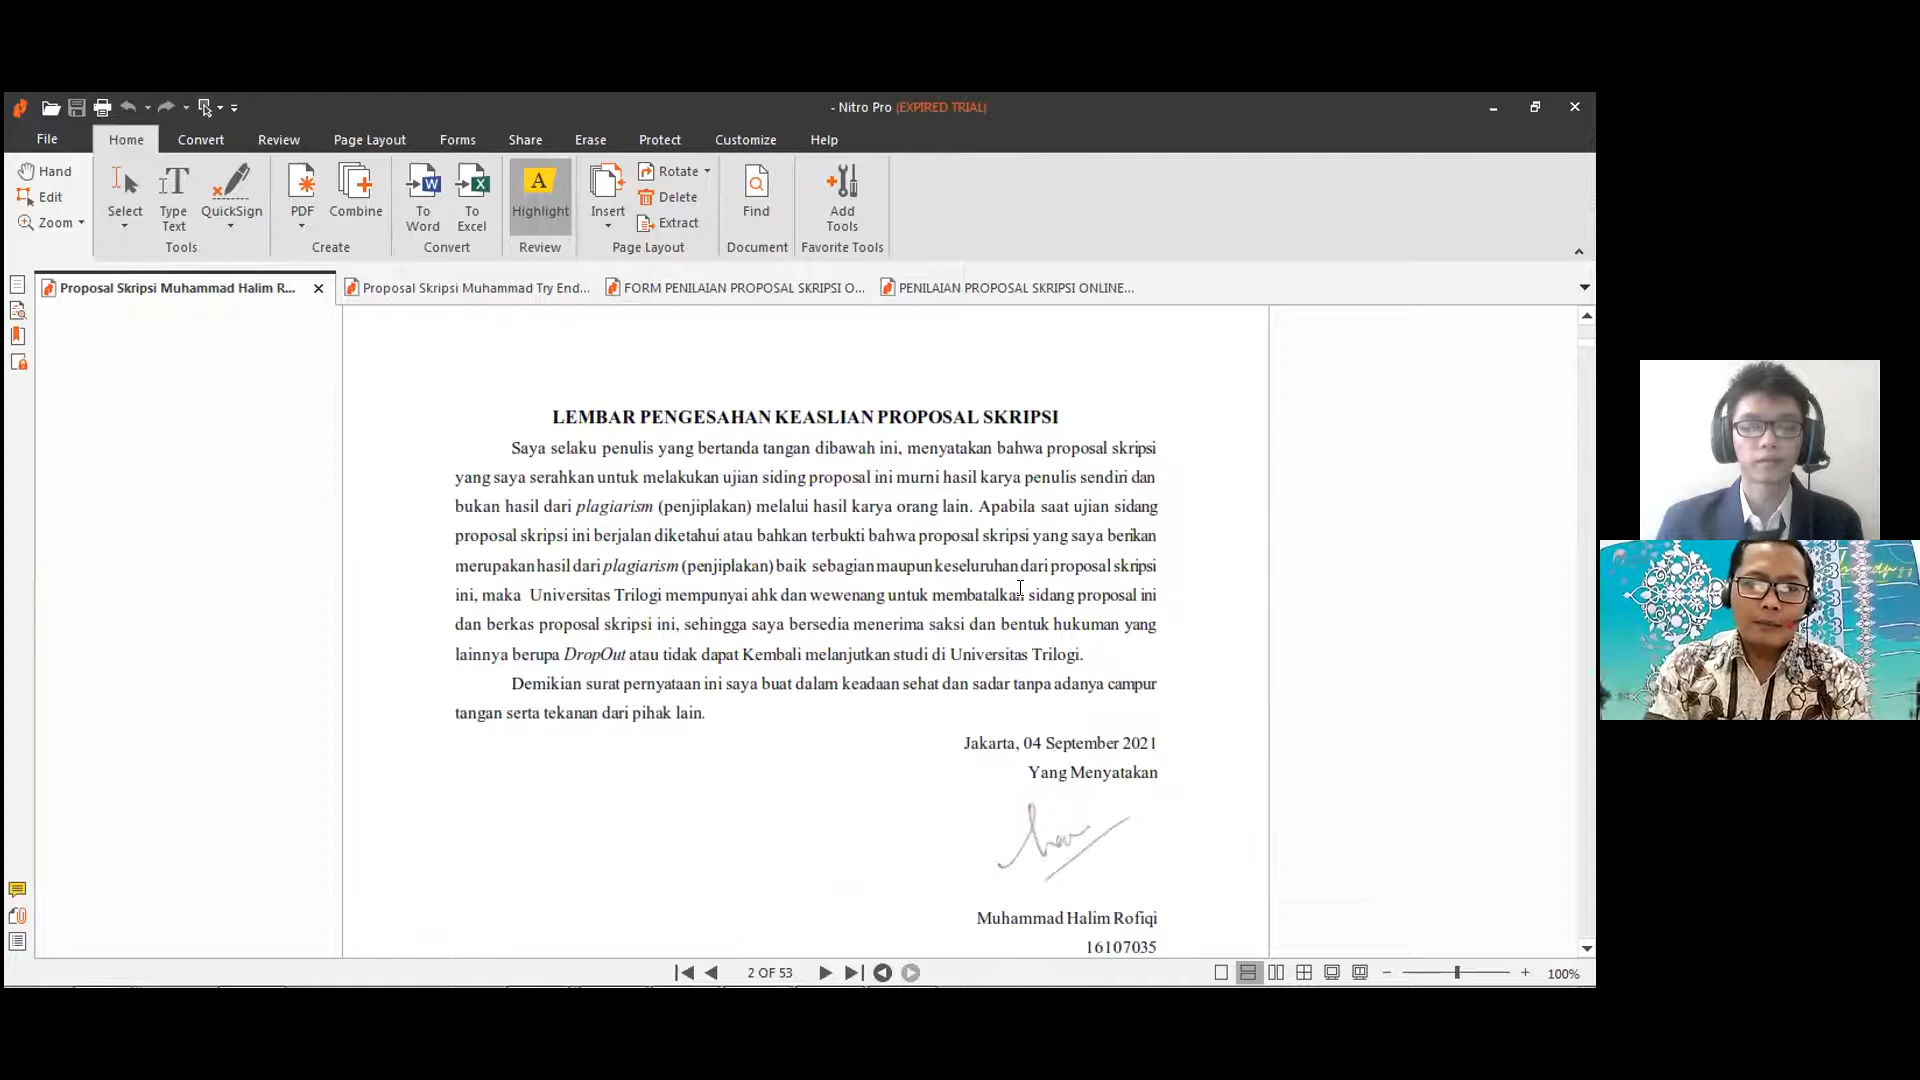 - Nitro Pro (EXPIRED TRIAL)
File Home Convert Review Page Layout Forms Share Erase Protect Customize Help
Hand
Edit
Zoom
Select
Type Text
QuickSign
Tools
PDF
Combine
Create
To Word
To Excel
Convert
A
Highlight
Review
Insert
Rotate
Delete
Extract
Page Layout
Find
Document
Add Tools
Favorite Tools
Proposal Skripsi Muhammad Halim R...
Proposal Skripsi Muhammad Try End...
FORM PENILAIAN PROPOSAL SKRIPSI O...
PENILAIAN PROPOSAL SKRIPSI ONLINE...
LEMBAR PENGESAHAN KEASLIAN PROPOSAL SKRIPSI
Saya selaku penulis yang bertanda tangan dibawah ini, menyatakan bahwa proposal skripsi
yang saya serahkan untuk melakukan ujian siding proposal ini murni hasil karya penulis sendiri dan
bukan hasil dari plagiarism (penjiplakan) melalui hasil karya orang lain. Apabila saat ujian sidang
proposal skripsi ini berjalan diketahui atau bahkan terbukti bahwa proposal skripsi yang saya berikan
merupakan hasil dari plagiarism (penjiplakan) baik sebagian maupun keseluruhan dari proposal skripsi
ini, maka Universitas Trilogi mempunyai ahk dan wewenang untuk membatalkan sidang proposal ini
dan berkas proposal skripsi ini, sehingga saya bersedia menerima saksi dan bentuk hukuman yang
lainnya berupa DropOut atau tidak dapat Kembali melanjutkan studi di Universitas Trilogi.
Demikian surat pernyataan ini saya buat dalam keadaan sehat dan sadar tanpa adanya campur
tangan serta tekanan dari pihak lain.
Jakarta, 04 September 2021
Yang Menyatakan
Muhammad Halim Rofiqi
16107035
2 OF 53
100%